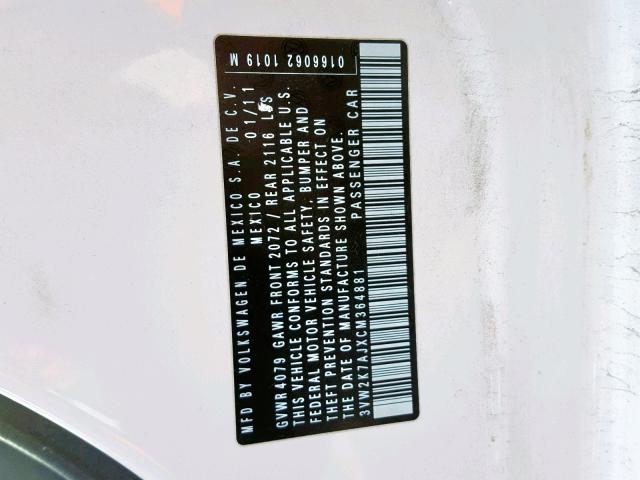 MFD BY VOLKSWAGEN DE MEXICO S.A. DE C.V.
MEXICO 01/11
GVWR 4079 GAWR FRONT 2072 / REAR 2116 LBS
THIS VEHICLE CONFORMS TO ALL APPLICABLE U.S.
FEDERAL MOTOR VEHICLE SAFETY, BUMPER AND
THEFT PREVENTION STANDARDS IN EFFECT ON
THE DATE OF MANUFACTURE SHOWN ABOVE.
3VW2K7AJXCM364881 PASSENGER CAR
0166062 1019 M